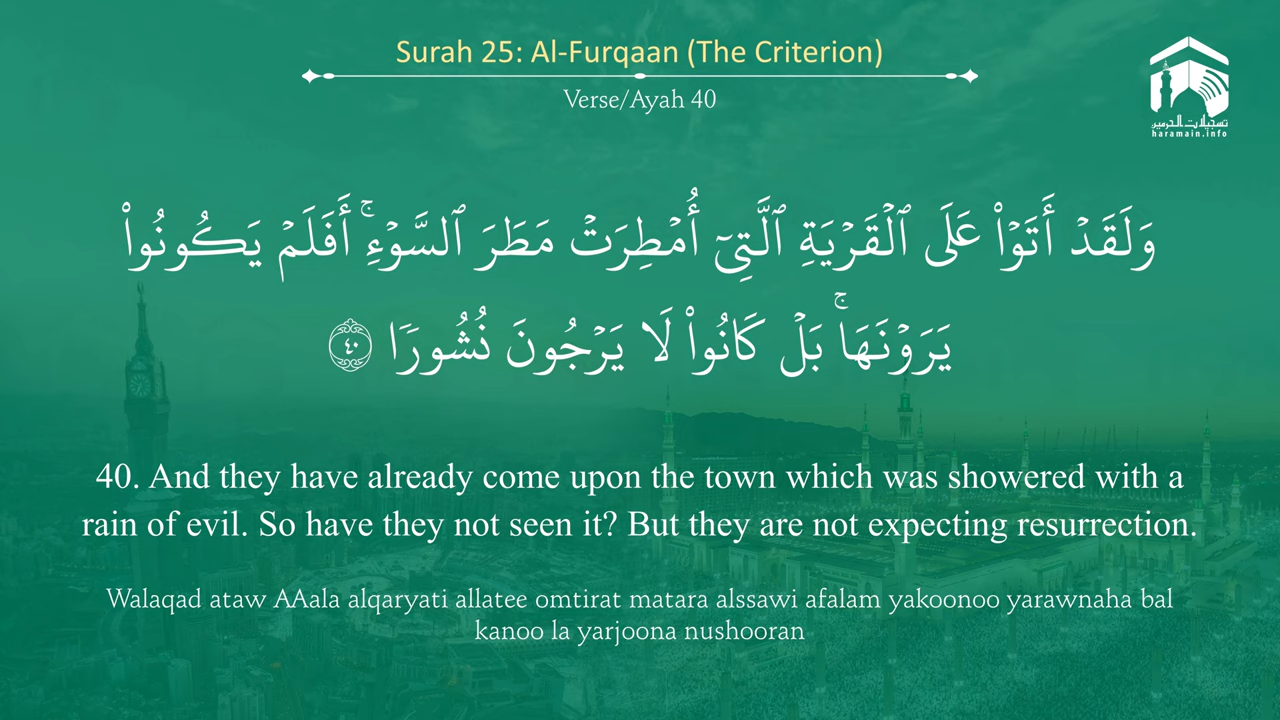 Surah 25: Al-Furqaan (The Criterion)
Verse/Ayah 40
تسجيلات الحرمين
haramain.info
وَلَقَدۡ أَتَوۡاْ عَلَى ٱلۡقَرۡيَةِ ٱلَّتِيٓ أُمۡطِرَتۡ مَطَرَ ٱلسَّوۡءِۚ أَفَلَمۡ يَكُونُواْ
يَرَوۡنَهَاۚ بَلۡ كَانُواْ لَا يَرۡجُونَ نُشُورٗا ٤٠
40. And they have already come upon the town which was showered with a
rain of evil. So have they not seen it? But they are not expecting resurrection.
Walaqad ataw AAala alqaryati allatee omtirat matara alssawi afalam yakoonoo yarawnaha bal
kanoo la yarjoona nushooran